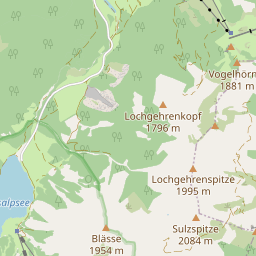 Vogelhorn
1881 m
Lochgehrenkopf
1796 m
Lochgehrenspitze
1995 m
Sulzspitze
2084 m
Blässe
1954 m